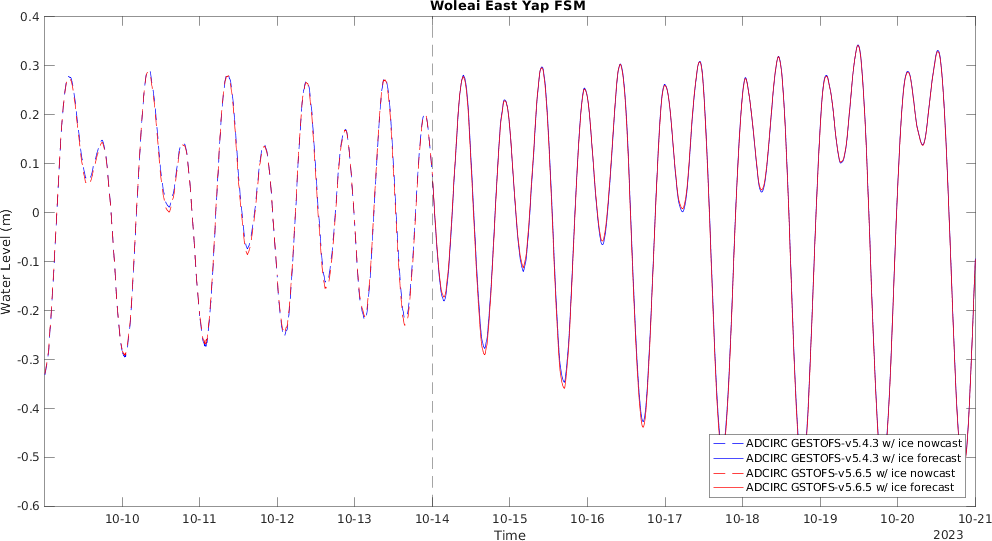 Woleai East Yap FSM
0.4
0.3
0.2
0.1
0
-0.1
-0.2
-0.3
-0.4
-0.5
-0.6
Water Level (m)
ADCIRC GESTOFS-v5.4.3 w/ ice nowcast
ADCIRC GESTOFS-v5.4.3 w/ ice forecast
ADCIRC GSTOFS-v5.6.5 w/ ice nowcast
ADCIRC GSTOFS-v5.6.5 w/ ice forecast
10-10 10-11 10-12 10-13 10-14 10-15 10-16 10-17 10-18 10-19 10-20 10-21
Time
2023